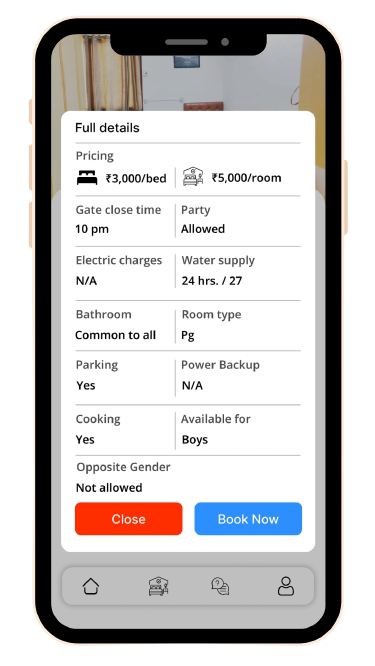 Full details
Pricing
₹3,000/bed ₹5,000/room
Gate close time Party
10 pm Allowed
Electric charges Water supply
N/A 24 hrs. / 27
Bathroom Room type
Common to all Pg
Parking Power Backup
Yes N/A
Cooking Available for
Yes Boys
Opposite Gender
Not allowed
Close Book Now